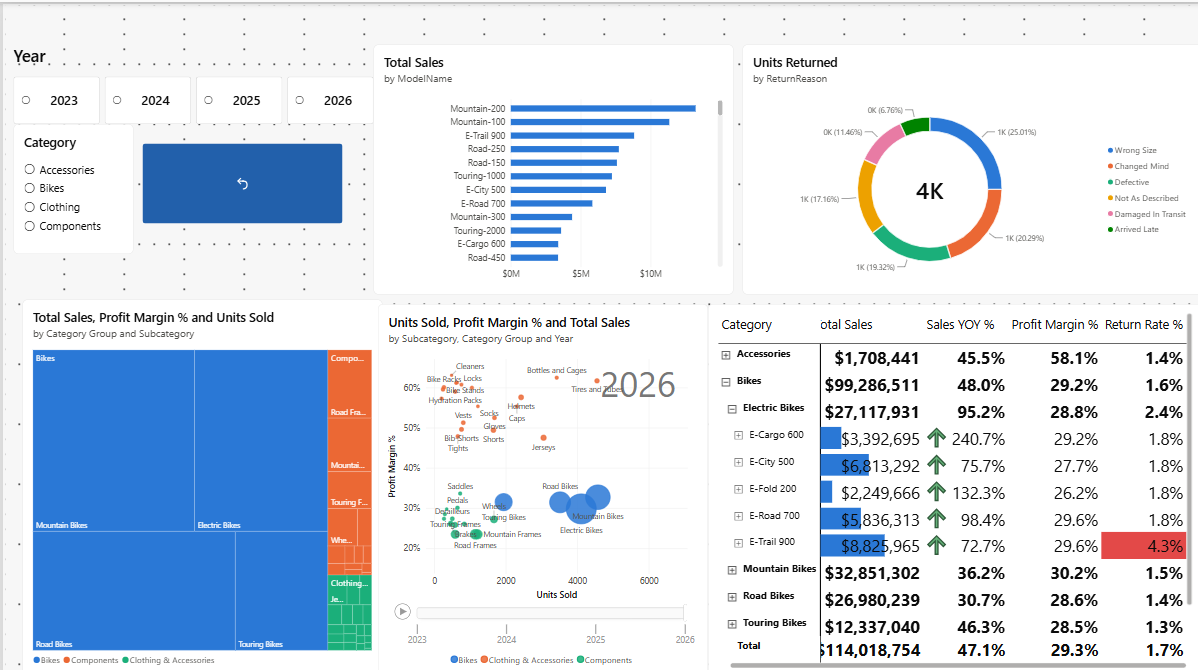 Year
2023
2024
2025
2026
Category
Accessories
Bikes
Clothing
Components
Total Sales
by ModelName
Mountain-200
Mountain-100
E-Trail 900
Road-250
Road-150
Touring-1000
E-City 500
E-Road 700
Mountain-300
Touring-2000
E-Cargo 600
Road-450
$0M $5M $10M
Units Returned
by ReturnReason
0K (6.76%)
1K (25.01%)
0K (11.46%)
1K (17.16%)
4K
1K (20.29%)
1K (19.32%)
Wrong Size
Changed Mind
Defective
Not As Described
Damaged In Transit
Arrived Late
Total Sales, Profit Margin % and Units Sold
by Category Group and Subcategory
Bikes
Compo...
Road Fra...
Mountai...
Touring F...
Whe...
Mountain Bikes
Electric Bikes
Clothing...
Je...
Road Bikes
Touring Bikes
Bikes Components Clothing & Accessories
Units Sold, Profit Margin % and Total Sales
by Subcategory, Category Group and Year
2026
Profit Margin %
60%
50%
40%
30%
20%
Cleaners
Bike Racks
Locks
Bike Stands
Hydration Packs
Bottles and Cages
Tires and Tubes
Helmets
Caps
Vests
Socks
Gloves
Bib-Shorts
Shorts
Tights
Jerseys
Saddles
Pedals
Derailleurs
Wheels
Touring Bikes
Touring Frames
Brakes
Mountain Frames
Road Frames
Road Bikes
Mountain Bikes
Electric Bikes
0 2000 4000 6000
Units Sold
2023 2024 2025 2026
Bikes Clothing & Accessories Components
Category otal Sales Sales YOY % Profit Margin % Return Rate %
Accessories $1,708,441 45.5% 58.1% 1.4%
Bikes $99,286,511 48.0% 29.2% 1.6%
Electric Bikes $27,117,931 95.2% 28.8% 2.4%
E-Cargo 600 $3,392,695 240.7% 29.2% 1.8%
E-City 500 $6,813,292 75.7% 27.7% 1.8%
E-Fold 200 $2,249,666 132.3% 26.2% 1.8%
E-Road 700 $5,836,313 98.4% 29.6% 1.8%
E-Trail 900 $8,825,965 72.7% 29.6% 4.3%
Mountain Bikes $32,851,302 36.2% 30.2% 1.5%
Road Bikes $26,980,239 30.7% 28.6% 1.4%
Touring Bikes $12,337,040 46.3% 28.5% 1.3%
Total $114,018,754 47.1% 29.3% 1.7%